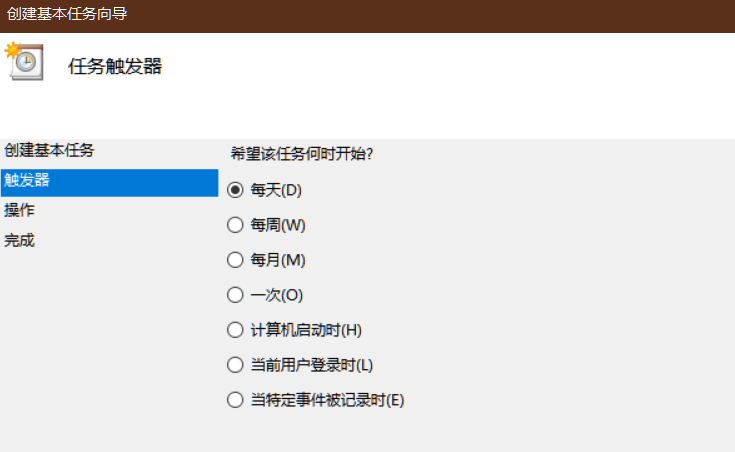 创建基本任务向导
任务触发器
创建基本任务
触发器
操作
完成
希望该任务何时开始?
每天(D)
每周(W)
每月(M)
一次(O)
计算机启动时(H)
当前用户登录时(L)
当特定事件被记录时(E)